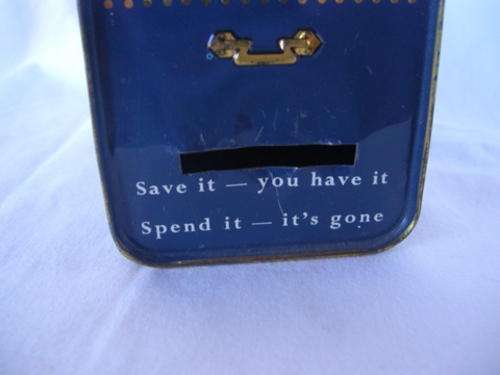 Save it — you have it
Spend it — it's gone